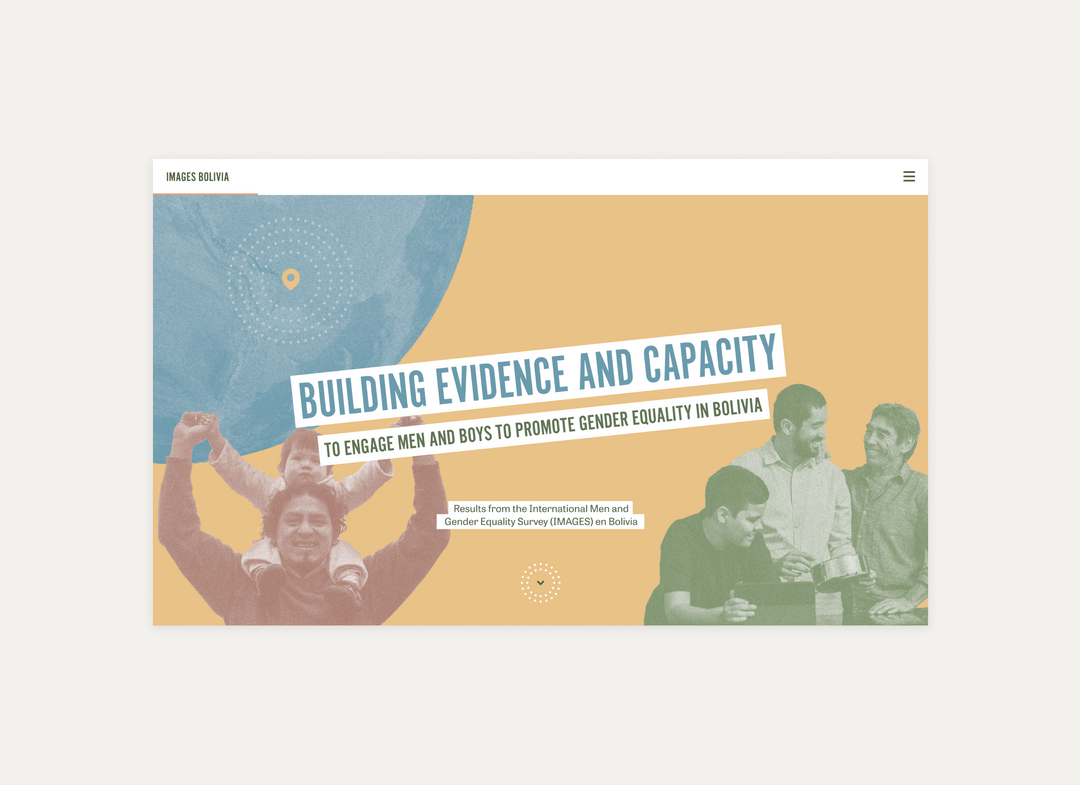 IMAGES BOLIVIA
BUILDING EVIDENCE AND CAPACITY
TO ENGAGE MEN AND BOYS TO PROMOTE GENDER EQUALITY IN BOLIVIA
Results from the International Men and
Gender Equality Survey (IMAGES) en Bolivia